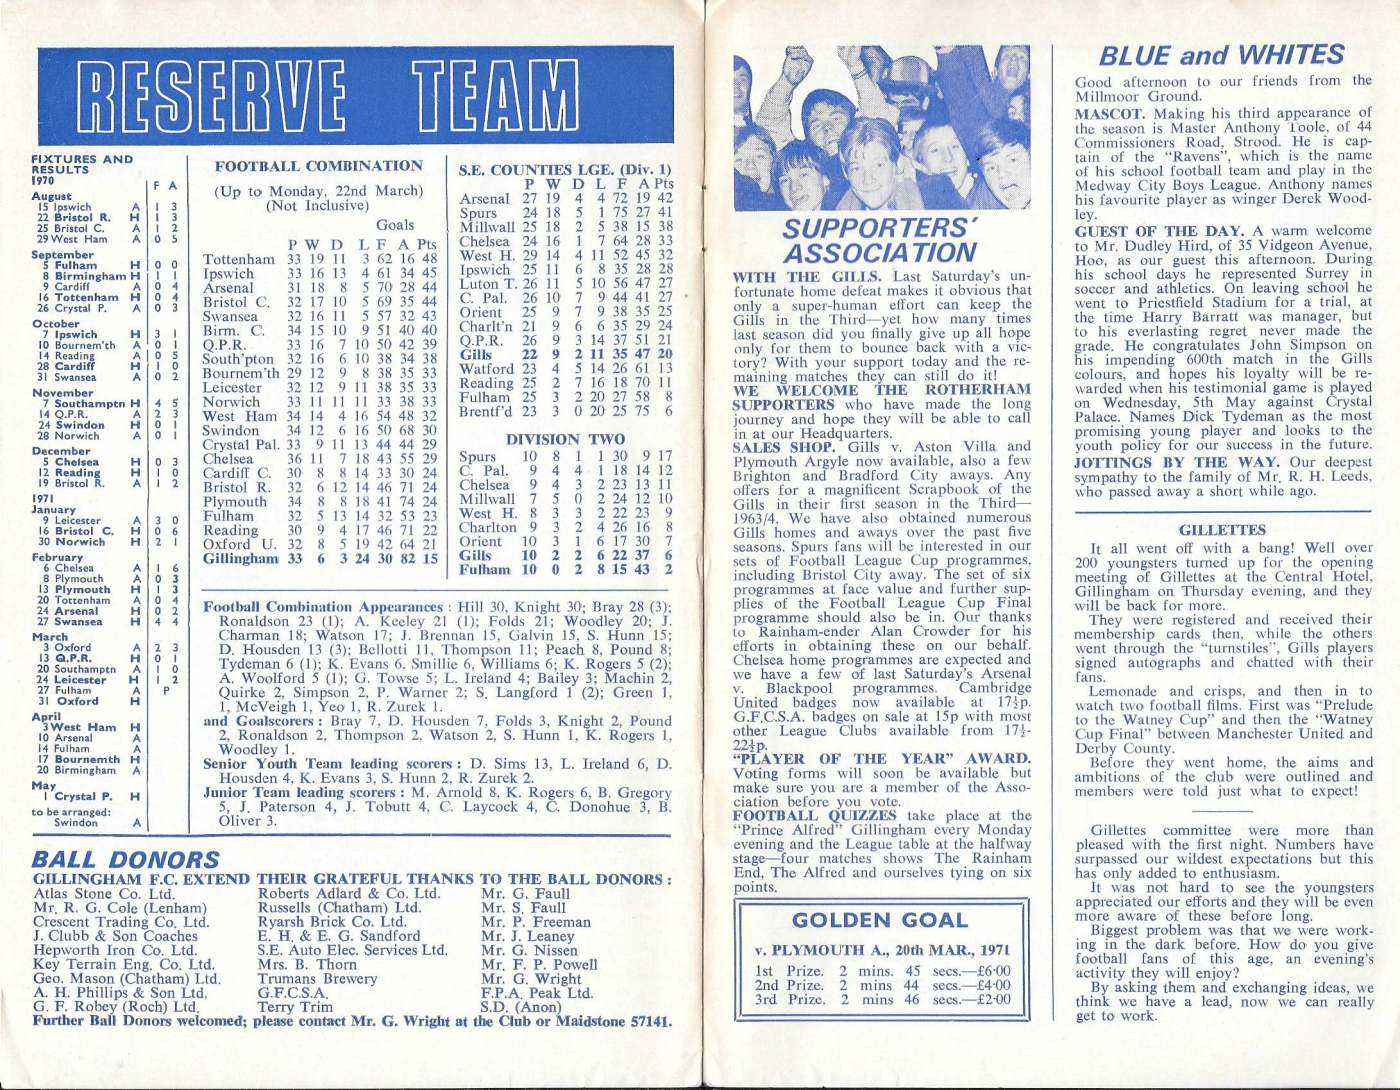 RESERVE TEAM
FIXTURES AND
RESULTS
1970
F A
August
15 Ipswich A 1 3
22 Bristol R. H 1 3
25 Bristol C. A 1 2
29 West Ham A 0 5
September
5 Fulham H 0 0
8 Birmingham H 1 1
9 Cardiff A 0 4
16 Tottenham H 0 4
26 Crystal P. A 0 3
October
7 Ipswich H 3 1
10 Bournem'th A 0 1
14 Reading A 0 5
28 Cardiff H 1 0
31 Swansea A 0 2
November
7 Southamptn H 4 5
14 Q.P.R. A 2 3
24 Swindon H 0 1
28 Norwich A 0 1
December
5 Chelsea H 0 3
12 Reading H 1 0
19 Bristol R. A 1 2
1971
January
9 Leicester A 3 0
16 Bristol C. H 0 6
30 Norwich H 2 1
February
6 Chelsea A 1 6
8 Plymouth A 0 3
13 Plymouth H 1 3
20 Tottenham A 0 4
24 Arsenal H 0 2
27 Swansea H 4 4
March
3 Oxford A 2 3
13 Q.P.R. H 0 1
20 Southamptn A 1 0
24 Leicester H 1 2
27 Fulham A P
31 Oxford H
April
3 West Ham H
10 Arsenal A
14 Fulham A
17 Bournemth H
20 Birmingham A
May
1 Crystal P. H
to be arranged:
Swindon A
FOOTBALL COMBINATION
(Up to Monday, 22nd March)
(Not Inclusive)
Goals
P W D L F A Pts
Tottenham 33 19 11 3 62 16 48
Ipswich 33 16 13 4 61 34 45
Arsenal 31 18 8 5 70 28 44
Bristol C. 32 17 10 5 69 35 44
Swansea 32 16 11 5 57 32 43
Birm. C. 34 15 10 9 51 40 40
Q.P.R. 33 16 7 10 50 42 39
South'pton 32 16 6 10 38 34 38
Bournem'th 29 12 9 8 38 35 33
Leicester 32 12 9 11 38 35 33
Norwich 33 11 11 11 33 38 33
West Ham 34 14 4 16 54 48 32
Swindon 34 12 6 16 50 68 30
Crystal Pal. 33 9 11 13 44 44 29
Chelsea 36 11 7 18 43 55 29
Cardiff C. 30 8 8 14 33 30 24
Bristol R. 32 6 12 14 46 71 24
Plymouth 34 8 8 18 41 74 24
Fulham 32 5 13 14 32 53 23
Reading 30 9 4 17 46 71 22
Oxford U. 32 8 5 19 42 64 21
Gillingham 33 6 3 24 30 82 15
S.E. COUNTIES LGE. (Div. 1)
P W D L F A Pts
Arsenal 27 19 4 4 72 19 42
Spurs 24 18 5 1 75 27 41
Millwall 25 18 2 5 38 15 38
Chelsea 24 16 1 7 64 28 33
West H. 29 14 4 11 52 45 32
Ipswich 25 11 6 8 35 28 28
Luton T. 26 11 5 10 56 47 27
C. Pal. 26 10 7 9 44 41 27
Orient 25 9 7 9 38 35 25
Charlt'n 21 9 6 6 35 29 24
Q.P.R. 26 9 3 14 37 51 21
Gills 22 9 2 11 35 47 20
Watford 23 4 5 14 26 61 13
Reading 25 2 7 16 18 70 11
Fulham 25 3 2 20 27 58 8
Brentf'd 23 3 0 20 25 75 6
DIVISION TWO
Spurs 10 8 1 1 30 9 17
C. Pal. 9 4 4 1 18 14 12
Chelsea 9 4 3 2 23 13 11
Millwall 7 5 0 2 24 12 10
West H. 8 3 3 2 22 23 9
Charlton 9 3 2 4 26 16 8
Orient 10 3 1 6 17 30 7
Gills 10 2 2 6 22 37 6
Fulham 10 0 2 8 15 43 2
Football Combination Appearances : Hill 30, Knight 30; Bray 28 (3);
Ronaldson 23 (1); A. Keeley 21 (1); Folds 21; Woodley 20; J.
Charman 18; Watson 17; J. Brennan 15, Galvin 15, S. Hunn 15;
D. Housden 13 (3); Bellotti 11, Thompson 11; Peach 8, Pound 8;
Tydeman 6 (1); K. Evans 6, Smillie 6, Williams 6; K. Rogers 5 (2);
A. Woolford 5 (1); G. Towse 5; L. Ireland 4; Bailey 3; Machin 2,
Quirke 2, Simpson 2, P. Warner 2; S. Langford 1 (2); Green 1,
1, McVeigh 1, Yeo 1, R. Zurek 1.
and Goalscorers : Bray 7, D. Housden 7, Folds 3, Knight 2, Pound
2, Ronaldson 2, Thompson 2, Watson 2, S. Hunn 1, K. Rogers 1,
Woodley 1.
Senior Youth Team leading scorers : D. Sims 13, L. Ireland 6, D.
Housden 4, K. Evans 3, S. Hunn 2, R. Zurek 2.
Junior Team leading scorers : M. Arnold 8, K. Rogers 6, B. Gregory
5, J. Paterson 4, J. Tobutt 4, C. Laycock 4, C. Donohue 3, B.
Oliver 3.
BALL DONORS
GILLINGHAM F.C. EXTEND THEIR GRATEFUL THANKS TO THE BALL DONORS :
Atlas Stone Co. Ltd.
Mr. R. G. Cole (Lenham)
Crescent Trading Co. Ltd.
J. Clubb & Son Coaches
Hepworth Iron Co. Ltd.
Key Terrain Eng. Co. Ltd.
Geo. Mason (Chatham) Ltd.
A. H. Phillips & Son Ltd.
G. F. Robey (Roch) Ltd.
Roberts Adlard & Co. Ltd.
Russells (Chatham) Ltd.
Ryarsh Brick Co. Ltd.
E. H. & E. G. Sandford
S.E. Auto Elec. Services Ltd.
Mrs. B. Thorn
Trumans Brewery
G.F.C.S.A.
Terry Trim
Mr. G. Faull
Mr. S. Faull
Mr. P. Freeman
Mr. J. Leaney
Mr. G. Nissen
Mr. F. P. Powell
Mr. G. Wright
F.P.A. Peak Ltd.
S.D. (Anon)
Further Ball Donors welcomed; please contact Mr. G. Wright at the Club or Maidstone 57141.
SUPPORTERS'
ASSOCIATION
WITH THE GILLS. Last Saturday's un-
fortunate home defeat makes it obvious that
only a super-human effort can keep the
Gills in the Third—yet how many times
last season did you finally give up all hope
only for them to bounce back with a vic-
tory? With your support today and the re-
maining matches they can still do it!
WE WELCOME THE ROTHERHAM
SUPPORTERS who have made the long
journey and hope they will be able to call
in at our Headquarters.
SALES SHOP. Gills v. Aston Villa and
Plymouth Argyle now available, also a few
Brighton and Bradford City aways. Any
offers for a magnificent Scrapbook of the
Gills in their first season in the Third—
1963/4. We have also obtained numerous
Gills homes and aways over the past five
seasons. Spurs fans will be interested in our
sets of Football League Cup programmes,
including Bristol City away. The set of six
programmes at face value and further sup-
plies of the Football League Cup Final
programme should also be in. Our thanks
to Rainham-ender Alan Crowder for his
efforts in obtaining these on our behalf.
Chelsea home programmes are expected and
we have a few of last Saturday's Arsenal
v. Blackpool programmes. Cambridge
United badges now available at 17½p.
G.F.C.S.A. badges on sale at 15p with most
other League Clubs available from 17½-
22½p.
"PLAYER OF THE YEAR" AWARD.
Voting forms will soon be available but
make sure you are a member of the Asso-
ciation before you vote.
FOOTBALL QUIZZES take place at the
"Prince Alfred" Gillingham every Monday
evening and the League table at the halfway
stage—four matches shows The Rainham
End, The Alfred and ourselves tying on six
points.
GOLDEN GOAL
v. PLYMOUTH A., 20th MAR., 1971
1st Prize. 2 mins. 45 secs.—£6·00
2nd Prize. 2 mins 44 secs.—£4·00
3rd Prize. 2 mins 46 secs.—£2·00
BLUE and WHITES
Good afternoon to our friends from the
Millmoor Ground.
MASCOT. Making his third appearance of
the season is Master Anthony Toole, of 44
Commissioners Road, Strood. He is cap-
tain of the "Ravens", which is the name
of his school football team and play in the
Medway City Boys League. Anthony names
his favourite player as winger Derek Wood-
ley.
GUEST OF THE DAY. A warm welcome
to Mr. Dudley Hird, of 35 Vidgeon Avenue,
Hoo, as our guest this afternoon. During
his school days he represented Surrey in
soccer and athletics. On leaving school he
went to Priestfield Stadium for a trial, at
the time Harry Barratt was manager, but
to his everlasting regret never made the
grade. He congratulates John Simpson on
his impending 600th match in the Gills
colours, and hopes his loyalty will be re-
warded when his testimonial game is played
on Wednesday, 5th May against Crystal
Palace. Names Dick Tydeman as the most
promising young player and looks to the
youth policy for our success in the future.
JOTTINGS BY THE WAY. Our deepest
sympathy to the family of Mr. R. H. Leeds,
who passed away a short while ago.
GILLETTES
It all went off with a bang! Well over
200 youngsters turned up for the opening
meeting of Gillettes at the Central Hotel,
Gillingham on Thursday evening, and they
will be back for more.
They were registered and received their
membership cards then, while the others
went through the "turnstiles", Gills players
signed autographs and chatted with their
fans.
Lemonade and crisps, and then in to
watch two football films. First was "Prelude
to the Watney Cup" and then the "Watney
Cup Final" between Manchester United and
Derby County.
Before they went home, the aims and
ambitions of the club were outlined and
members were told just what to expect!
Gillettes committee were more than
pleased with the first night. Numbers have
surpassed our wildest expectations but this
has only added to enthusiasm.
It was not hard to see the youngsters
appreciated our efforts and they will be even
more aware of these before long.
Biggest problem was that we were work-
ing in the dark before. How do you give
football fans of this age, an evening's
activity they will enjoy?
By asking them and exchanging ideas, we
think we have a lead, now we can really
get to work.